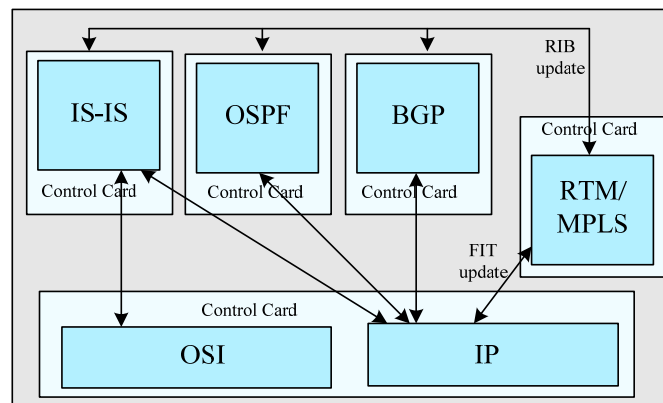 RIB
update
IS-IS
OSPF
BGP
Control Card
Control Card
Control Card
Control Card
RTM/
MPLS
FIT
update
Control Card
OSI
IP